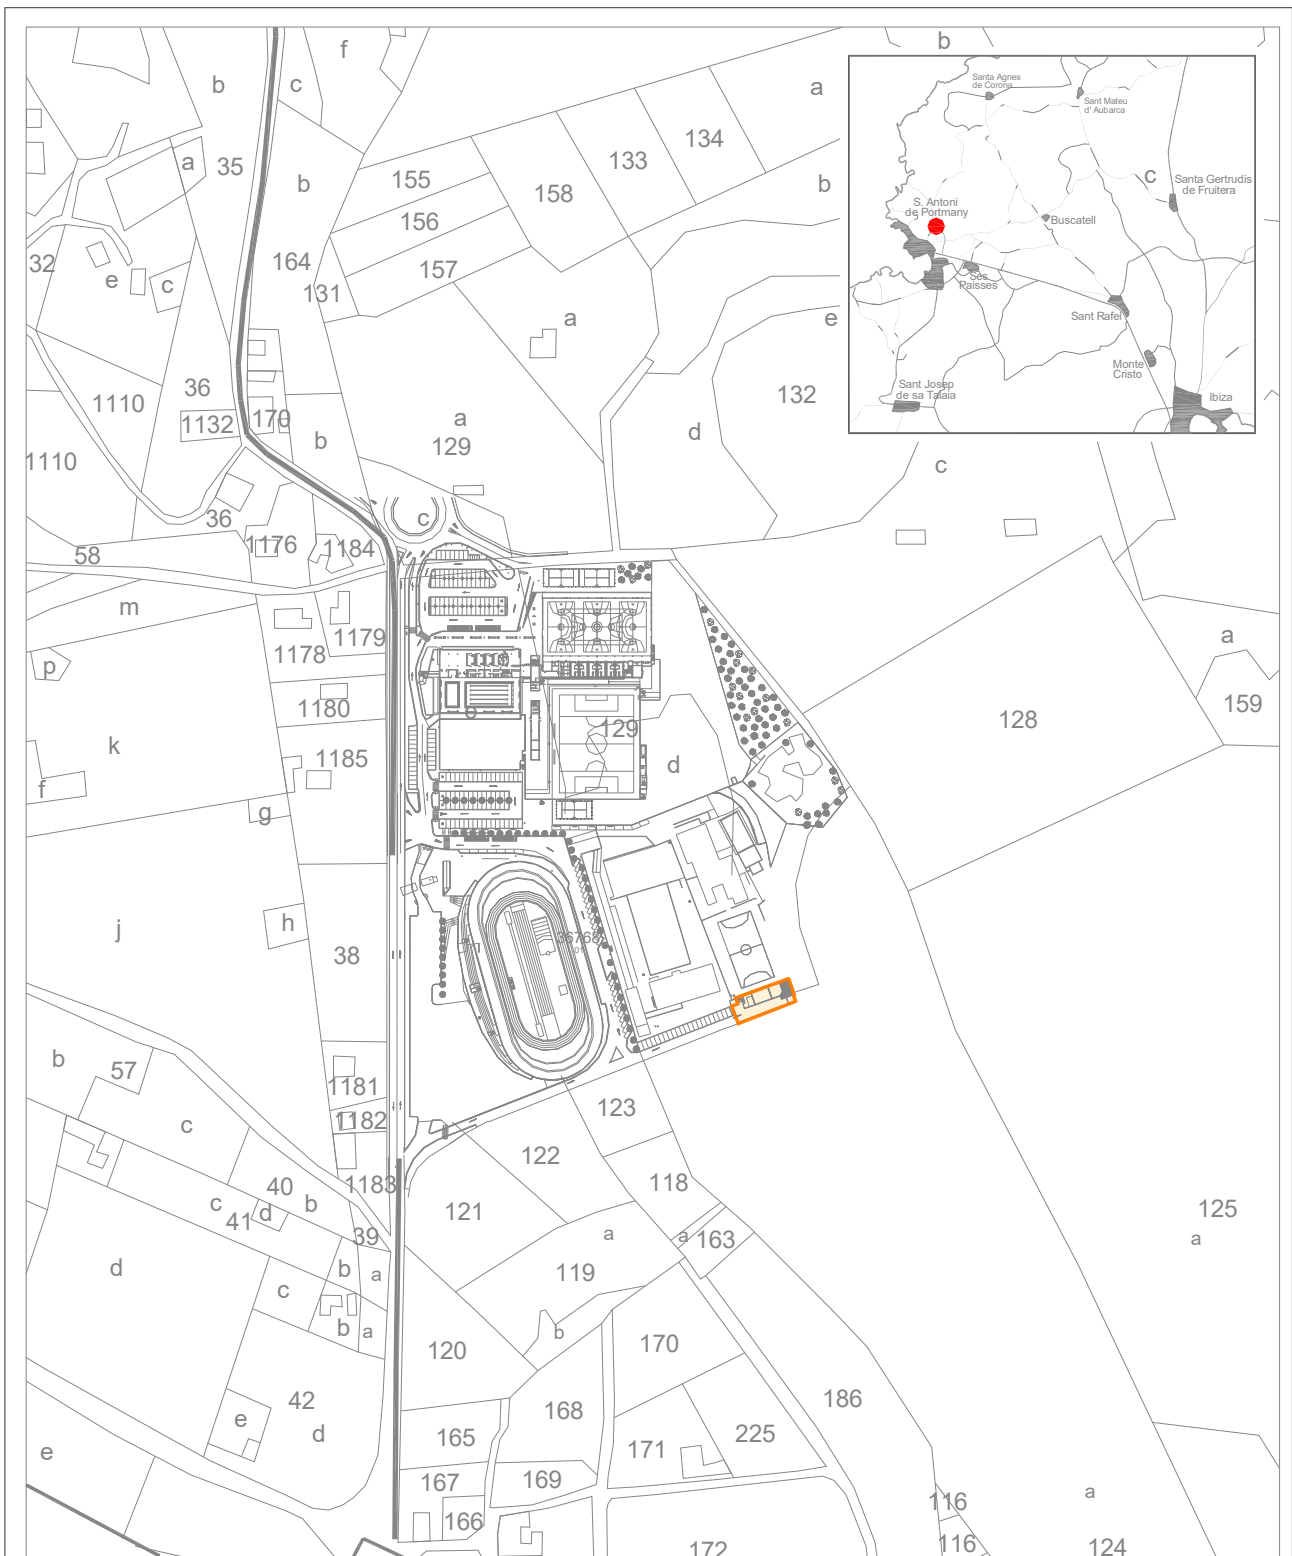 f
b
b
c
a
134
133
a
35
155
158
b
b
156
164
157
32
e
c
131
a
e
36
1110
132
1132
170
a
b
d
129
1110
c
36
c
58
1176
1184
m
1179
1178
a
p
1180
159
128
e
129
k
1185
d
f
g
h
j
38
36768
01
b
57
1181
123
c
1182
122
118
40
1183
c
b
d
41
121
125
39
a
a
163
a
d
b
a
119
c
b
a
b
120
170
42
186
e
d
168
165
225
e
171
167
169
a
116
166
116
172
124
Santa Agnes
de Corona
Sant Mateu
d' Aubarca
c
Santa Gertrudis
de Fruitera
S. Antoni
de Portmany
Buscatell
Ses
Paisses
Sant Rafel
Monte
Cristo
Sant Josep
de sa Talaia
Ibiza